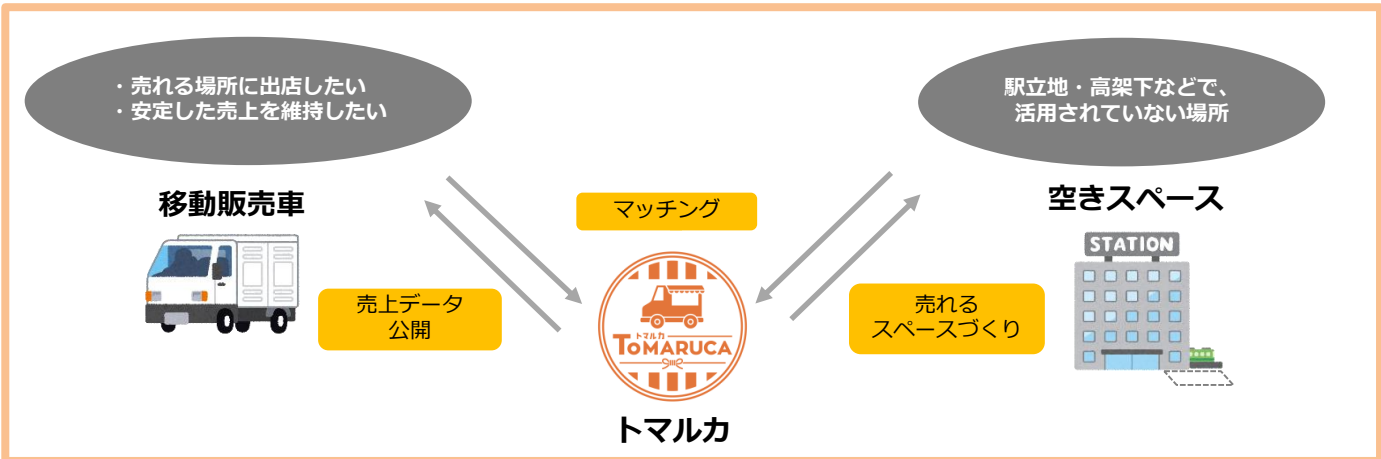 ・売れる場所に出店したい
・安定した売上を維持したい
駅立地・高架下などで、
活用されていない場所
移動販売車
マッチング
空きスペース
STATION
売上データ
公開
売れる
スペースづくり
トマルカ
TOMARUCA
トマルカ